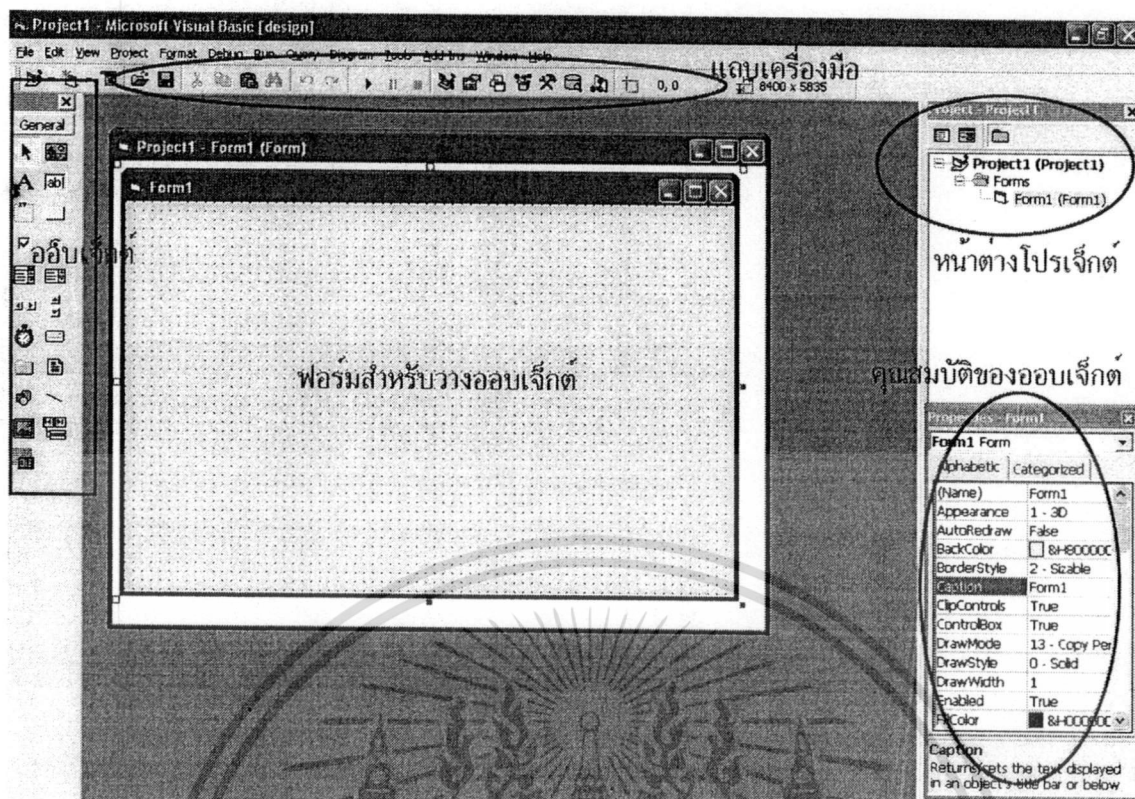 Project1 - Microsoft Visual Basic [design]
File Edit View Project Format Debug Run Query Diagram Tools Add-Ins Window Help
แถบเครื่องมือ
0, 0
8400 x 5835
General
Project - Project1
Project1 - Form1 (Form)
Project1 (Project1)
Forms
Form1 (Form1)
Form1
A
ab
ออ็บเจ็กต์
หน้าต่างโปรเจ็กต์
ฟอร์มสำหรับวางออบเจ็กต์
คุณสมบัติของออบเจ็กต์
Properties - Form1
Form1 Form
Alphabetic Categorized
(Name) Form1
Appearance 1 - 3D
AutoRedraw False
BackColor &H80000C
BorderStyle 2 - Sizable
Caption Form1
ClipControls True
ControlBox True
DrawMode 13 - Copy Per
DrawStyle 0 - Solid
DrawWidth 1
Enabled True
FillColor
Caption
Returns/sets the text displayed
in an object's title bar or below